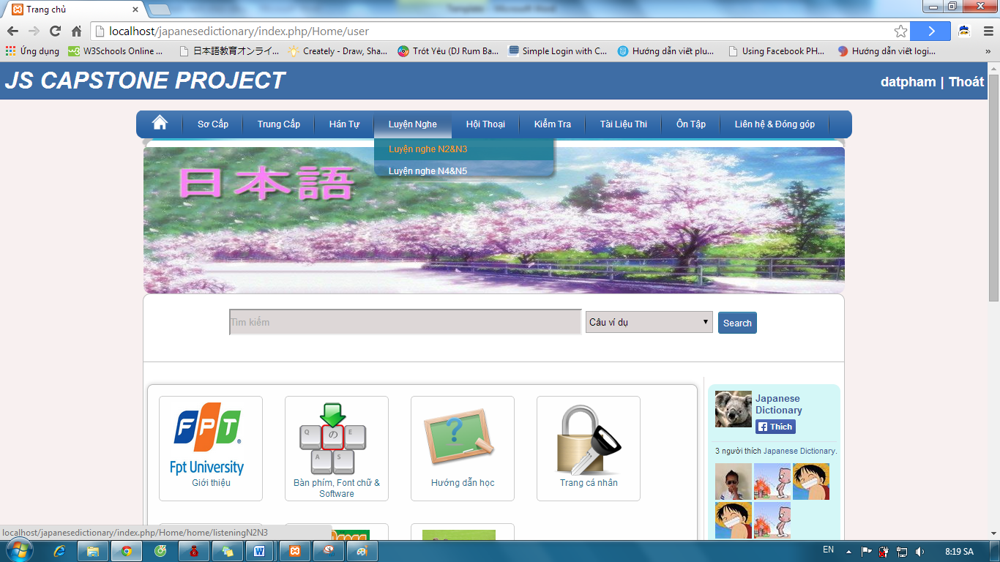 Trang chủ
localhost/japanesedictionary/index.php/Home/user
Ứng dụng W3Schools Online ... 日本語教育オンライ... Creately - Draw, Sha... Trót Yêu (DJ Rum Ba... Simple Login with C... Hướng dẫn viết plu... Using Facebook PH... Hướng dẫn viết logi... »
JS CAPSTONE PROJECT
datpham | Thoát
Sơ Cấp Trung Cấp Hán Tự Luyện Nghe Hội Thoại Kiểm Tra Tài Liệu Thi Ôn Tập Liên hệ & Đóng góp
Luyện nghe N2&N3
Luyện nghe N4&N5
日本語
Tìm kiếm
Câu ví dụ
Search
FPT
Fpt University
Giới thiệu
Q の E
A S
Bàn phím, Font chữ &
Software
?
Hướng dẫn học
Trang cá nhân
Japanese
Dictionary
Thích
3 người thích Japanese Dictionary.
localhost/japanesedictionary/index.php/Home/home/listeningN2N3
EN
8:19 SA